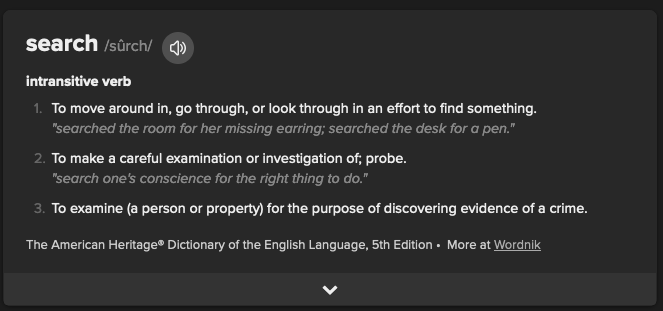 search /sûrch/
intransitive verb
1. To move around in, go through, or look through in an effort to find something.
"searched the room for her missing earring; searched the desk for a pen."
2. To make a careful examination or investigation of; probe.
"search one's conscience for the right thing to do."
3. To examine (a person or property) for the purpose of discovering evidence of a crime.
The American Heritage® Dictionary of the English Language, 5th Edition • More at Wordnik